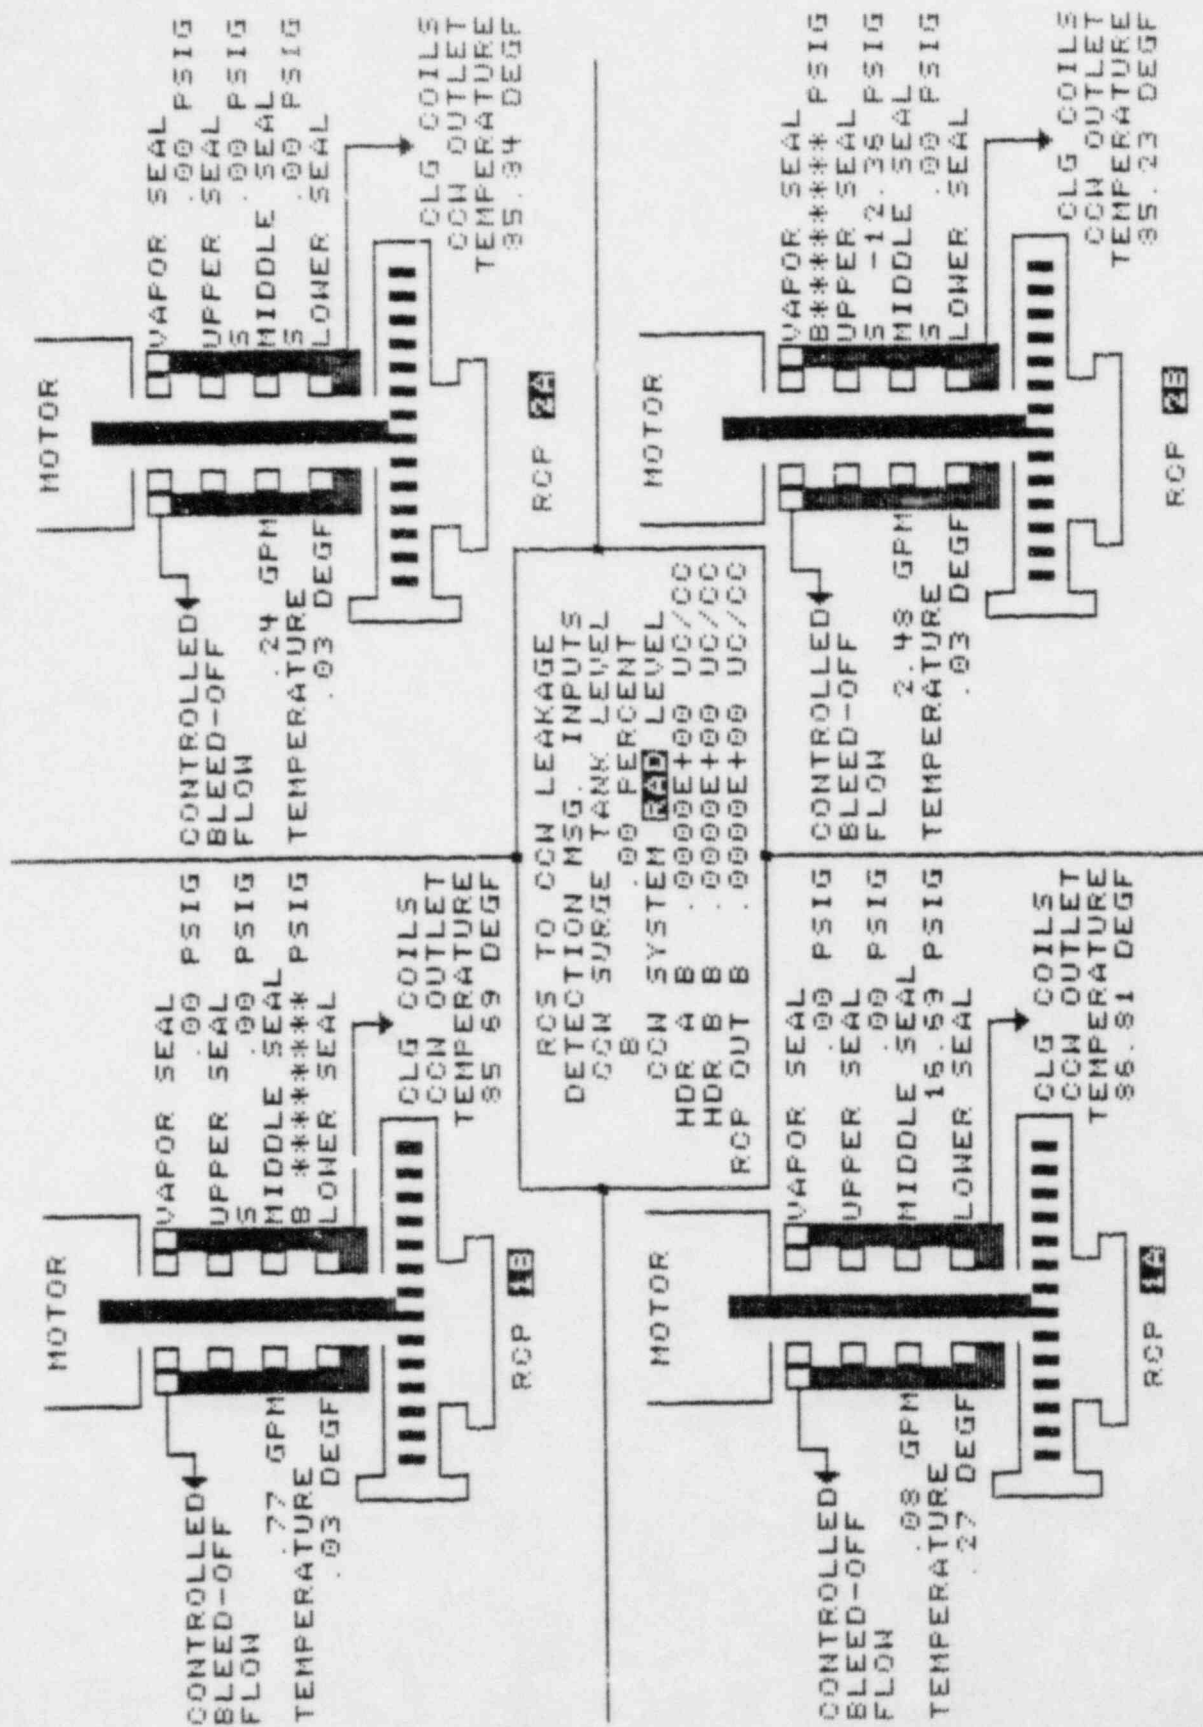 MOTOR
VAPOR SEAL
.00 PSIG
UPPER SEAL
S .00 PSIG
MIDDLE SEAL
B ****** PSIG
LOWER SEAL
CONTROLLED
BLEED-OFF
FLOW
.77 GPM
TEMPERATURE
.03 DEGF
CLG COILS
CCW OUTLET
TEMPERATURE
85 69 DEGF
RCP 1B
MOTOR
VAPOR SEAL
.00 PSIG
UPPER SEAL
S .00 PSIG
MIDDLE SEAL
S .00 PSIG
LOWER SEAL
CONTROLLED
BLEED-OFF
FLOW
.24 GPM
TEMPERATURE
.03 DEGF
CLG COILS
CCW OUTLET
TEMPERATURE
DEGF
RCP 2A
RCS TO CCW LEAKAGE
DETECTION MSG. INPUTS
CCW SURGE TANK LEVEL
B .00 PERCENT
CCW SYSTEM RAD LEVEL
HDR A B .0000E+00 UC/CC
HDR B B .0000E+00 UC/CC
RCP OUT B .0000E+00 UC/CC
MOTOR
VAPOR SEAL
.00 PSIG
UPPER SEAL
.00 PSIG
MIDDLE SEAL
16.59 PSIG
LOWER SEAL
CONTROLLED
BLEED-OFF
FLOW
.08 GPM
TEMPERATURE
.27 DEGF
CLG COILS
CCW OUTLET
TEMPERATURE
86.81 DEGF
RCP 1A
MOTOR
VAPOR SEAL
B******* PSIG
UPPER SEAL
S -12.36 PSIG
MIDDLE SEAL
S .00 PSIG
LOWER SEAL
CONTROLLED
BLEED-OFF
FLOW
2.48 GPM
TEMPERATURE
.03 DEGF
CLG COILS
CCW OUTLET
TEMPERATURE
85.23 DEGF
RCP 2B